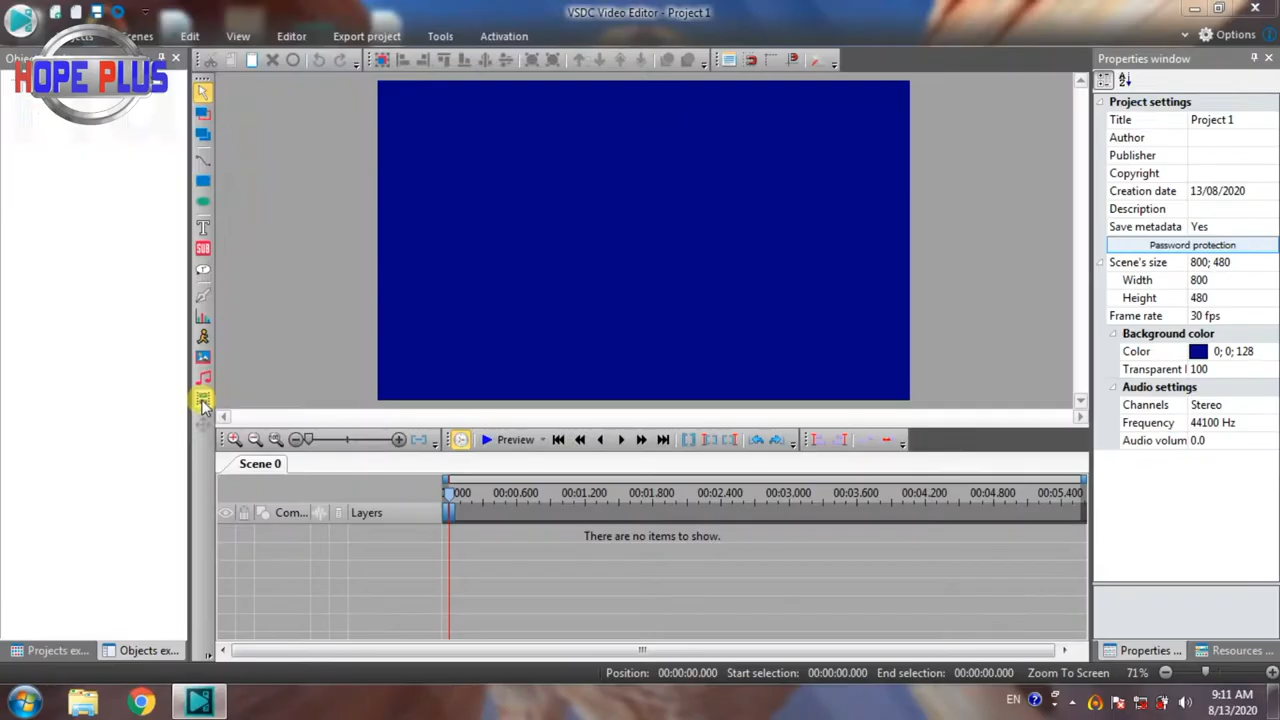 VSDC Video Editor - Project 1
Scenes Edit View Editor Export project Tools Activation
Options
HOPE PLUS
Properties window
Project settings
Title Project 1
Author
Publisher
Copyright
Creation date 13/08/2020
Description
Save metadata Yes
Password protection
Scene's size 800; 480
Width 800
Height 480
Frame rate 30 fps
Background color
Color 0; 0; 128
Transparent 100
Audio settings
Channels Stereo
Frequency 44100 Hz
Audio volum 0.0
T
SUB
T
Preview
Scene 0
000 00:00.600 00:01.200 00:01.800 00:02.400 00:03.000 00:03.600 00:04.200 00:04.800 00:05.400
Com... Layers
There are no items to show.
Projects ex... Objects ex...
Properties ... Resources ...
Position: 00:00:00.000 Start selection: 00:00:00.000 End selection: 00:00:00.000 Zoom To Screen 71%
EN
9:11 AM
8/13/2020